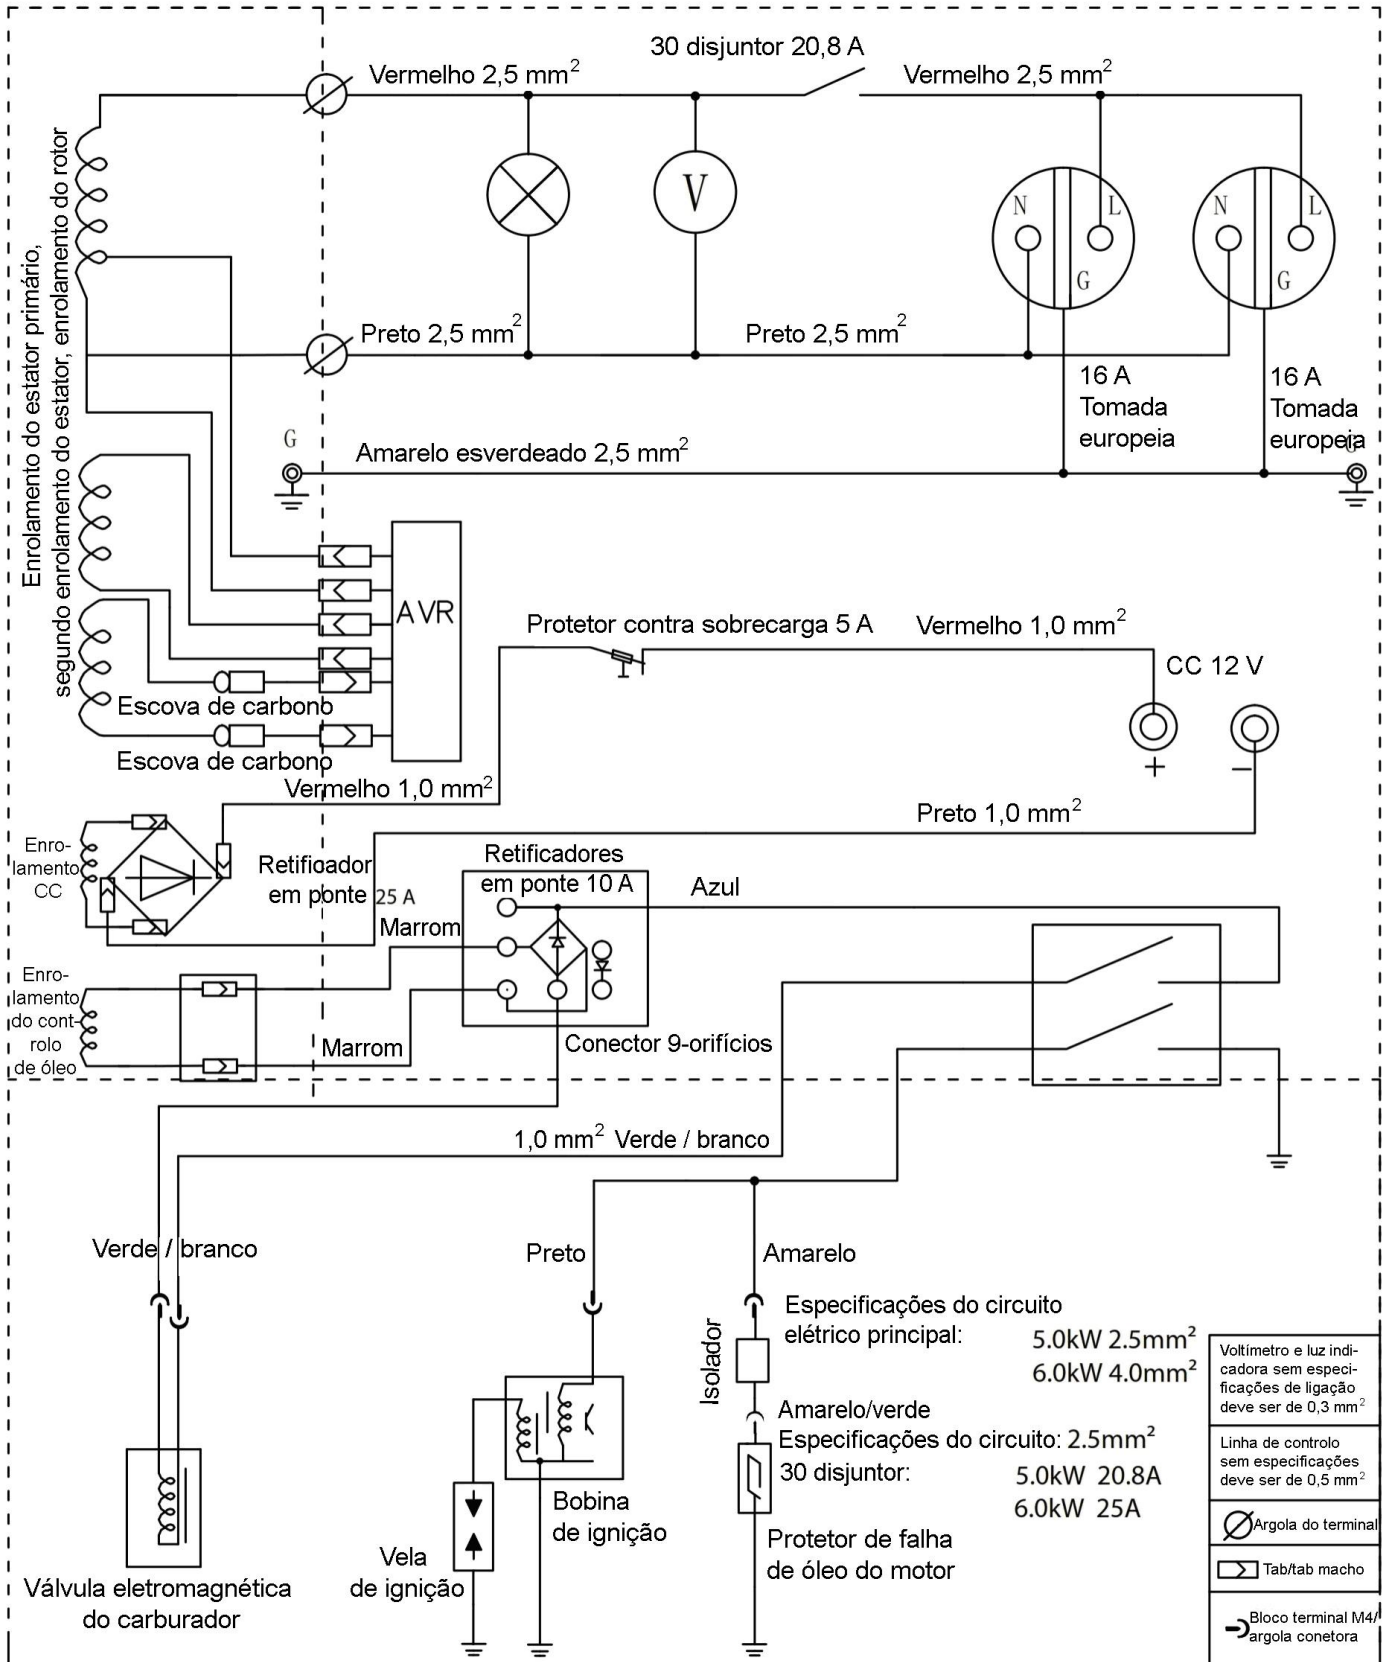 30 disjuntor 20,8 A
Vermelho 2,5 mm²
Vermelho 2,5 mm²
Enrolamento do estator primário,
segundo enrolamento do estator, enrolamento do rotor
V
N
L
G
N
L
G
Preto 2,5 mm²
Preto 2,5 mm²
16 A
Tomada
europeia
16 A
Tomada
europeia
G
Amarelo esverdeado 2,5 mm²
G
AVR
Protetor contra sobrecarga 5 A
Vermelho 1,0 mm²
CC 12 V
+
−
Escova de carbono
Escova de carbono
Vermelho 1,0 mm²
Preto 1,0 mm²
Enro-
lamento
CC
Retificador
em ponte 25 A
Retificadores
em ponte 10 A
Azul
Marrom
Enro-
lamento
do cont-
rolo
de óleo
Marrom
Conector 9-orifícios
1,0 mm² Verde / branco
Verde / branco
Preto
Amarelo
Isolador
Especificações do circuito
elétrico principal:
5.0kW 2.5mm²
6.0kW 4.0mm²
Amarelo/verde
Especificações do circuito: 2.5mm²
30 disjuntor:
5.0kW 20.8A
6.0kW 25A
Protetor de falha
de óleo do motor
Bobina
de ignição
Vela
de ignição
Válvula eletromagnética
do carburador
Voltímetro e luz indi-
cadora sem especi-
ficações de ligação
deve ser de 0,3 mm²
Linha de controlo
sem especificações
deve ser de 0,5 mm²
Argola do terminal
Tab/tab macho
Bloco terminal M4/
argola conetora